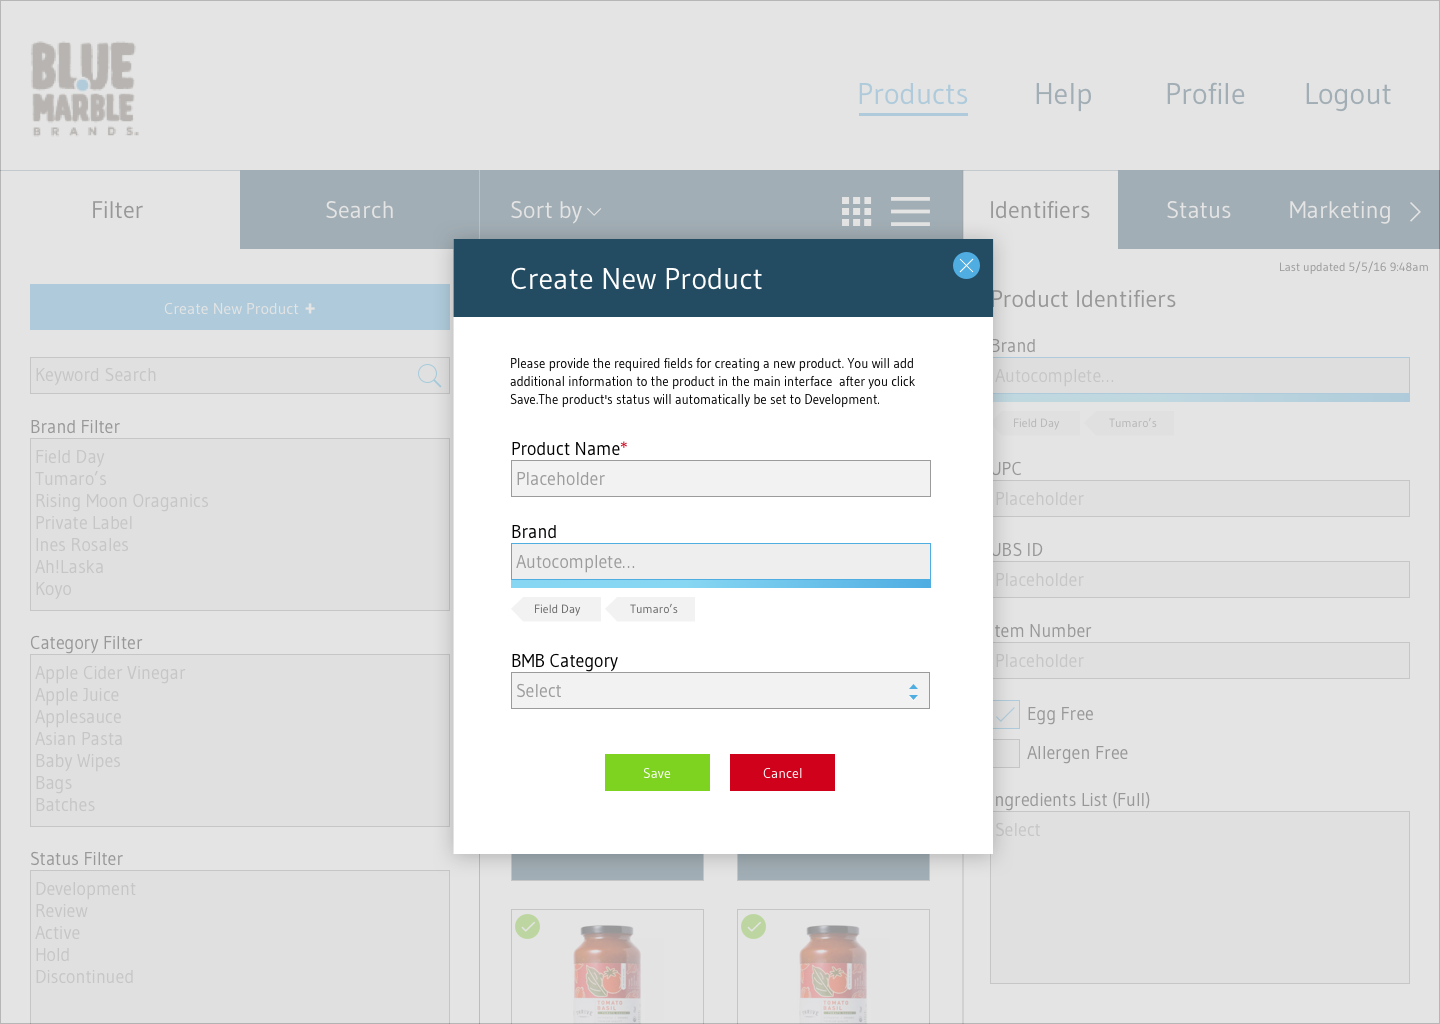 BLUE
MARBLE
BRANDS.
Products
Help
Profile
Logout
Filter
Search
Sort by
Identifiers
Status
Marketing
Last updated 5/5/16 9:48am
Create New Product +
Keyword Search
Brand Filter
Field Day
Tumaro’s
Rising Moon Oraganics
Private Label
Ines Rosales
Ah!Laska
Koyo
Category Filter
Apple Cider Vinegar
Apple Juice
Applesauce
Asian Pasta
Baby Wipes
Bags
Batches
Status Filter
Development
Review
Active
Hold
Discontinued
Create New Product
Please provide the required fields for creating a new product. You will add
additional information to the product in the main interface  after you click
Save.The product's status will automatically be set to Development.
Product Name*
Placeholder
Brand
Autocomplete...
Field Day
Tumaro’s
BMB Category
Select
Save
Cancel
TOMATO
BASIL
TOMATO
BASIL
Product Identifiers
Brand
Autocomplete...
Field Day
Tumaro’s
UPC
Placeholder
UBS ID
Placeholder
Item Number
Placeholder
Egg Free
Allergen Free
Ingredients List (Full)
Select